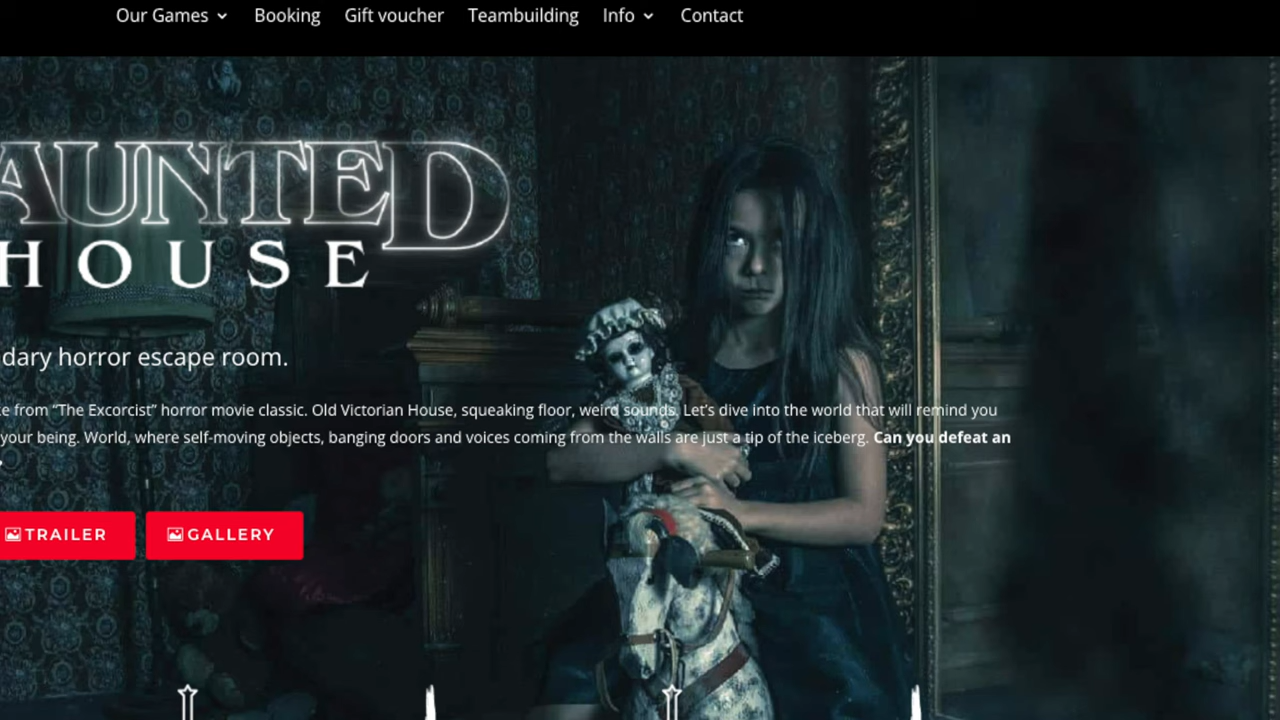 Our Games Booking Gift voucher Teambuilding Info Contact
AUNTED
HOUSE
dary horror escape room.
e from “The Excorcist” horror movie classic. Old Victorian House, squeaking floor, weird sounds. Let’s dive into the world that will remind you
your being. World, where self-moving objects, banging doors and voices coming from the walls are just a tip of the iceberg. Can you defeat an
TRAILER GALLERY